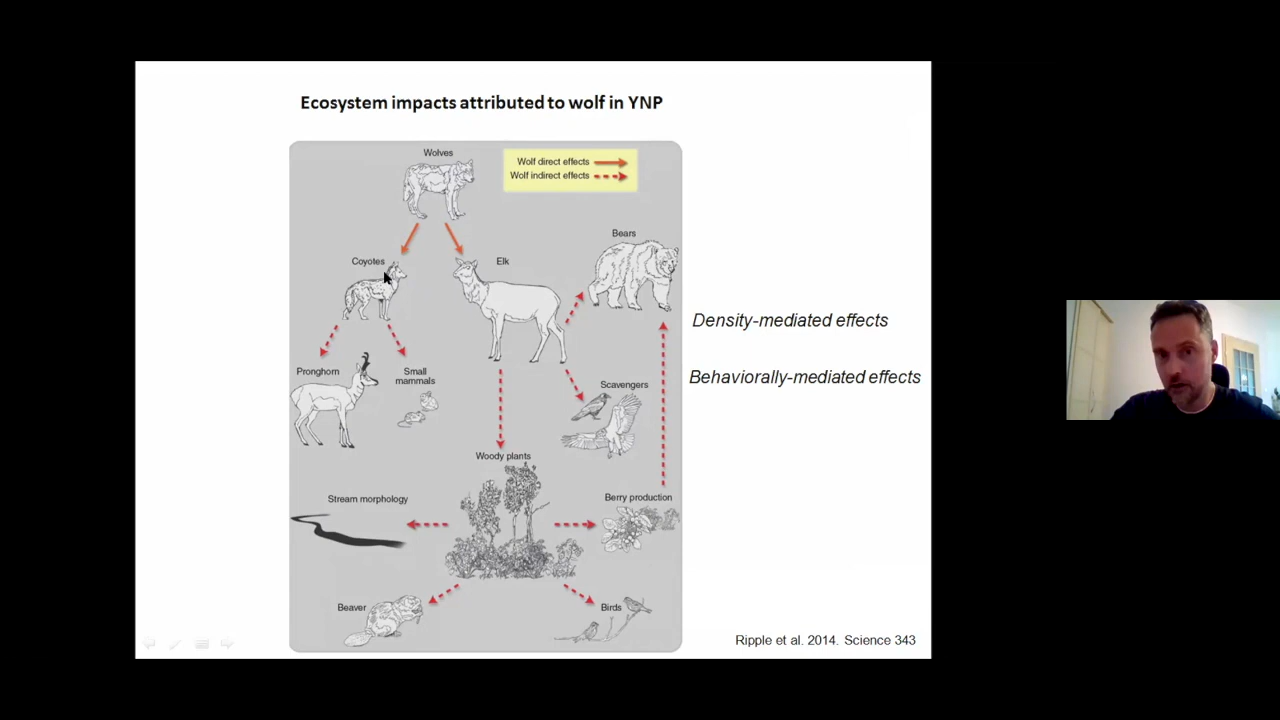 Ecosystem impacts attributed to wolf in YNP
Wolves
Wolf direct effects
Wolf indirect effects
Bears
Coyotes
Elk
Density-mediated effects
Pronghorn
Small
mammals
Behaviorally-mediated effects
Scavengers
Woody plants
Stream morphology
Berry production
Beaver
Birds
Ripple et al. 2014. Science 343